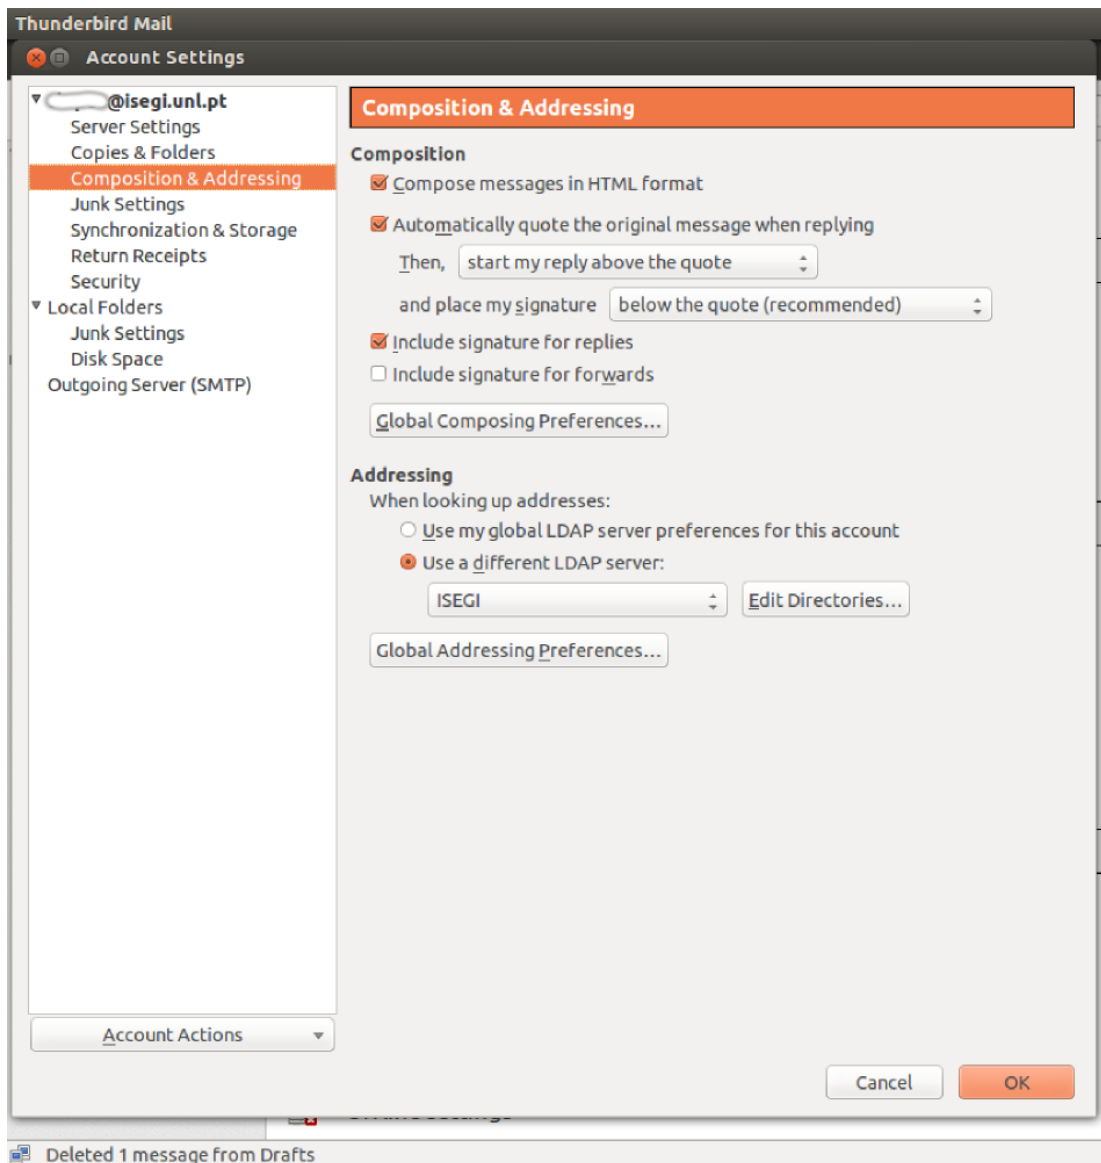 Thunderbird Mail
Account Settings
@isegi.unl.pt
Server Settings
Copies & Folders
Composition & Addressing
Junk Settings
Synchronization & Storage
Return Receipts
Security
Local Folders
Junk Settings
Disk Space
Outgoing Server (SMTP)
Account Actions
Composition & Addressing
Composition
Compose messages in HTML format
Automatically quote the original message when replying
Then, start my reply above the quote
and place my signature below the quote (recommended)
Include signature for replies
Include signature for forwards
Global Composing Preferences...
Addressing
When looking up addresses:
Use my global LDAP server preferences for this account
Use a different LDAP server:
ISEGI Edit Directories...
Global Addressing Preferences...
Cancel OK
Deleted 1 message from Drafts